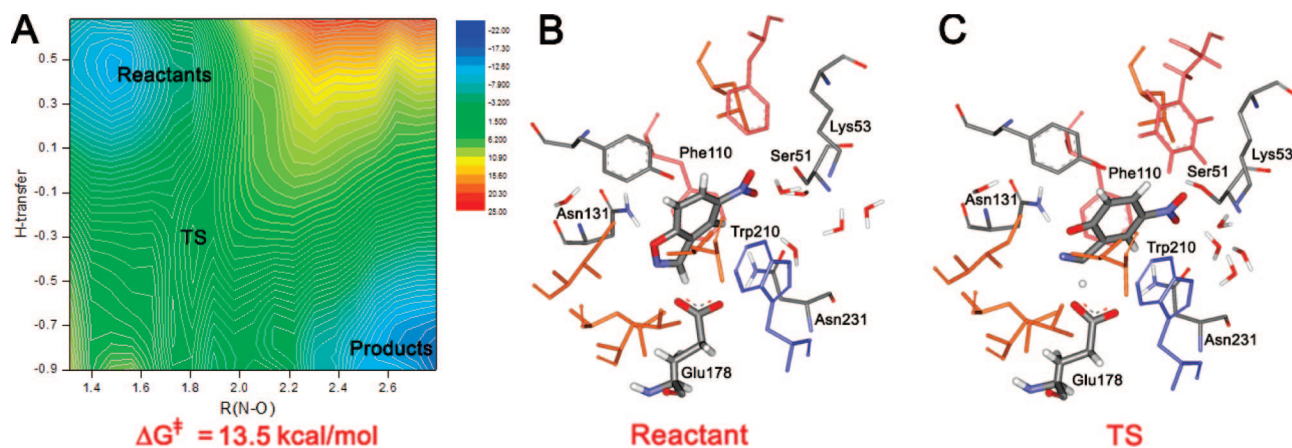 A
H-transfer
0.5
0.3
0.1
-0.1
-0.3
-0.5
-0.7
-0.9
Reactants
TS
Products
1.4 1.6 1.8 2.0 2.2 2.4 2.6
R(N-O)
ΔG‡ = 13.5 kcal/mol
-22.00
-17.30
-12.60
-7.900
-3.200
1.500
6.200
10.90
15.60
20.30
25.00
B
Lys53
Phe110
Ser51
Asn131
Trp210
Asn231
Glu178
Reactant
C
Lys53
Phe110
Ser51
Asn131
Trp210
Asn231
Glu178
TS